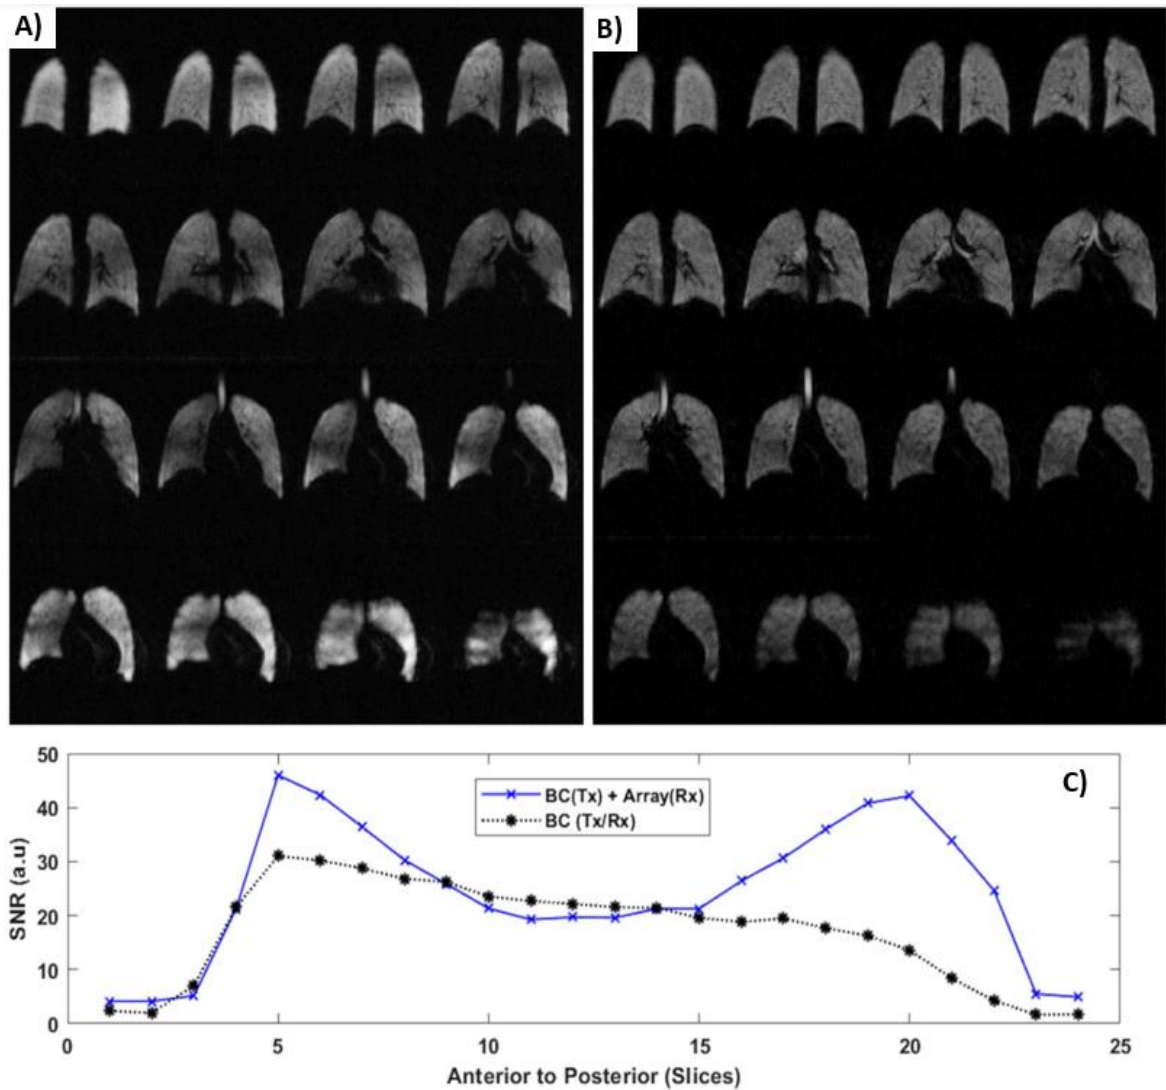 A)
B)
C)
50
40
30
20
10
0
SNR (a.u)
BC(Tx) + Array(Rx)
BC (Tx/Rx)
0 5 10 15 20 25
Anterior to Posterior (Slices)